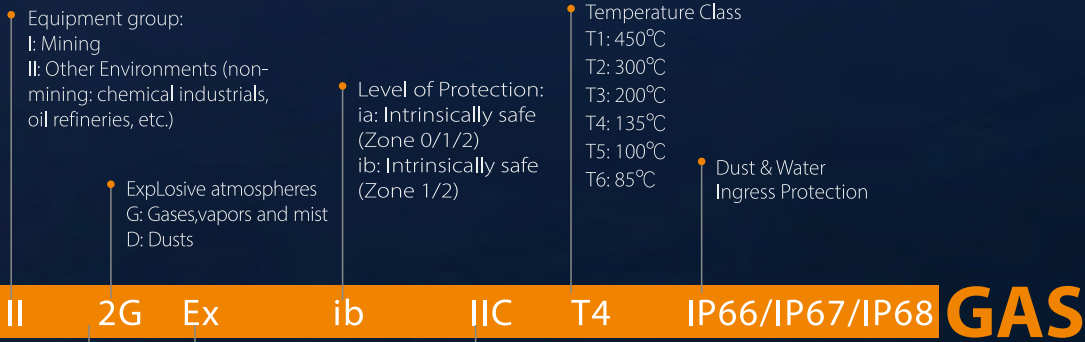 Equipment group:
I: Mining
II: Other Environments (non-
mining: chemical industrials,
oil refineries, etc.)
ExpLosive atmospheres
G: Gases,vapors and mist
D: Dusts
Level of Protection:
ia: Intrinsically safe
(Zone 0/1/2)
ib: Intrinsically safe
(Zone 1/2)
Temperature Class
T1: 450°C
T2: 300°C
T3: 200°C
T4: 135°C
T5: 100°C
T6: 85°C
Dust & Water
Ingress Protection
II 2G Ex ib IIC T4 IP66/IP67/IP68 GAS